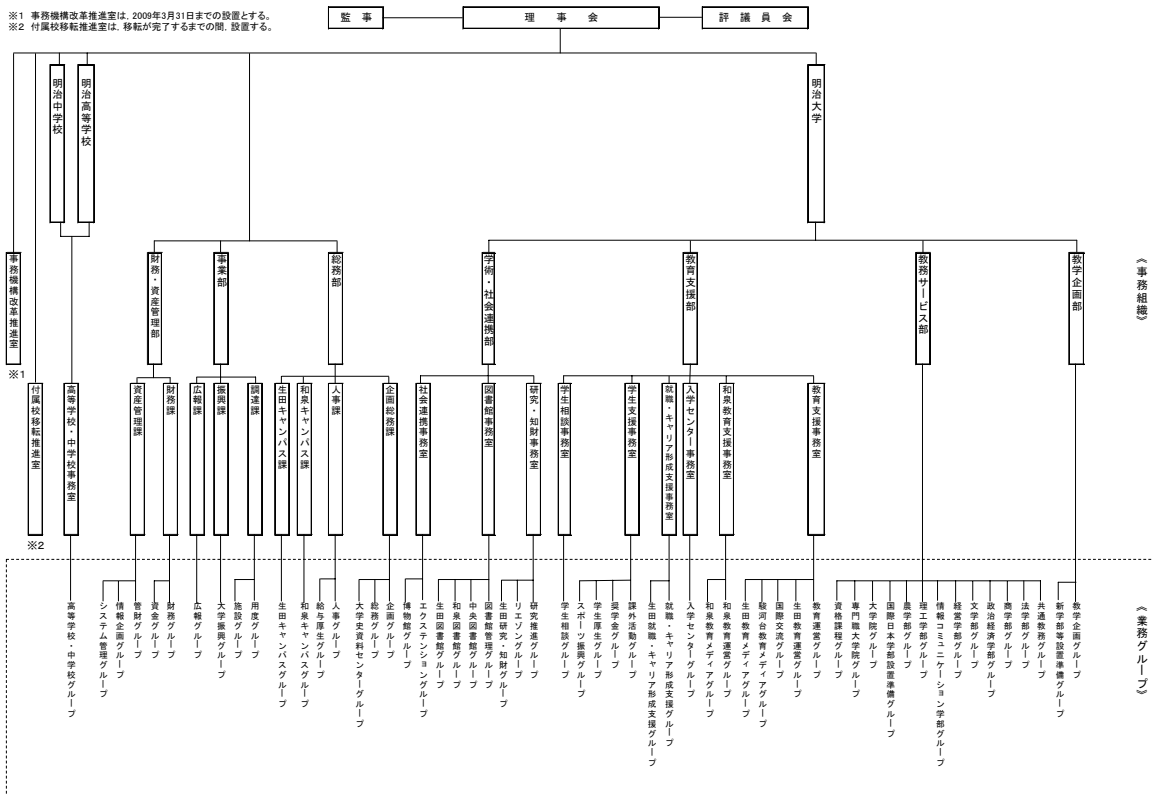 ※1 事務機構改革推進室は，2009年3月31日までの設置とする。
※2 付属校移転推進室は，移転が完了するまでの間，設置する。
監事
理事会
評議員会
明治中学校
明治高等学校
明治大学
事務機構改革推進室
※1
財務・資産管理部
事業部
総務部
学術・社会連携部
教育支援部
教務サービス部
教学企画部
《事務組織》
付属校移転推進室
※2
高等学校・中学校事務室
資産管理課
財務課
広報課
振興課
調達課
生田キャンパス課
和泉キャンパス課
人事課
企画総務課
社会連携事務室
図書館事務室
研究・知財事務室
学生相談事務室
学生支援事務室
就職・キャリア形成支援事務室
入学センター事務室
和泉教育支援事務室
教育支援事務室
高等学校・中学校グループ
システム管理グループ
情報企画グループ
管財グループ
資金グループ
財務グループ
広報グループ
大学振興グループ
施設グループ
用度グループ
生田キャンパスグループ
和泉キャンパスグループ
給与厚生グループ
人事グループ
大学史資料センターグループ
総務グループ
企画グループ
博物館グループ
エクステンショングループ
生田図書館グループ
和泉図書館グループ
中央図書館グループ
図書館管理グループ
生田研究・知財グループ
リエゾングループ
研究推進グループ
学生相談グループ
スポーツ振興グループ
学生厚生グループ
奨学金グループ
課外活動グループ
生田就職・キャリア形成支援グループ
就職・キャリア形成支援グループ
入学センターグループ
和泉教育メディアグループ
和泉教育運営グループ
生田教育メディアグループ
駿河台教育メディアグループ
国際交流グループ
生田教育運営グループ
教育運営グループ
資格課程グループ
専門職大学院グループ
大学院グループ
国際日本学部設置準備グループ
農学部グループ
理工学部グループ
情報コミュニケーション学部グループ
経営学部グループ
文学部グループ
政治経済学部グループ
商学部グループ
法学部グループ
共通教務グループ
新学部等設置準備グループ
教学企画グループ
《業務グループ》